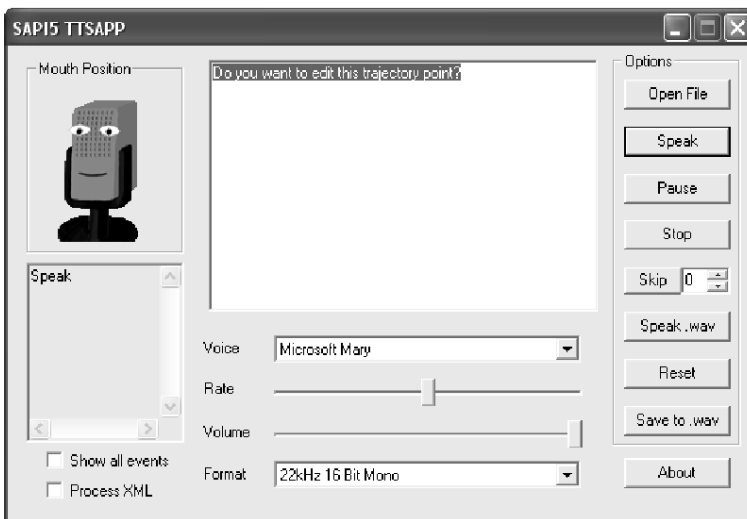 SAPI5 TTSAPP
Mouth Position
Do you want to edit this trajectory point?
Options
Open File
Speak
Pause
Stop
Skip 0
Speak .wav
Reset
Save to .wav
About
Speak
Voice Microsoft Mary
Rate
Volume
Format 22kHz 16 Bit Mono
Show all events
Process XML